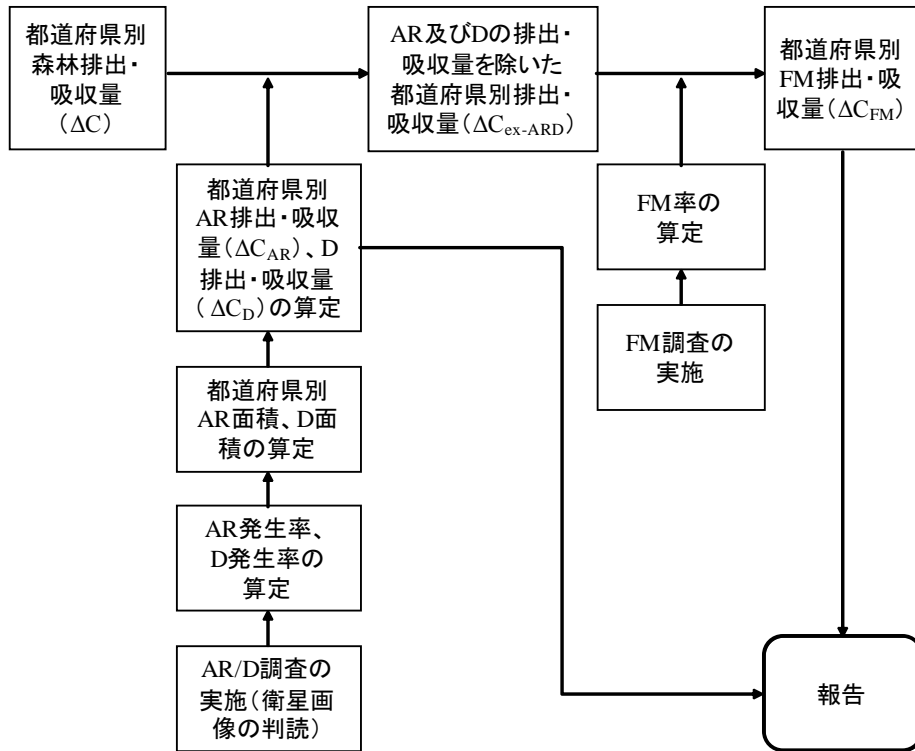 都道府県別
森林排出・
吸収量
(ΔC)
AR及びDの排出・
吸収量を除いた
都道府県別排出・
吸収量(ΔCex-ARD)
都道府県別
FM排出・吸
収量(ΔCFM)
都道府県別
AR排出・吸収
量(ΔCAR)、D
排出・吸収量
(ΔCD)の算定
FM率の
算定
FM調査の
実施
都道府県別
AR面積、D面
積の算定
AR発生率、
D発生率の
算定
AR/D調査の
実施(衛星画
像の判読)
報告